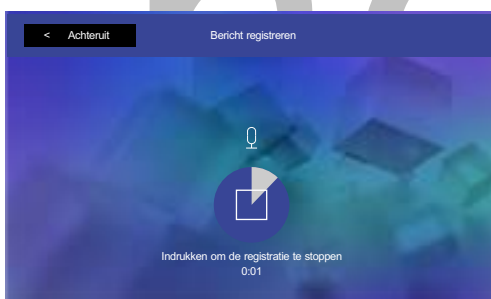 < Achteruit Bericht registreren
Indrukken om de registratie te stoppen
0:01